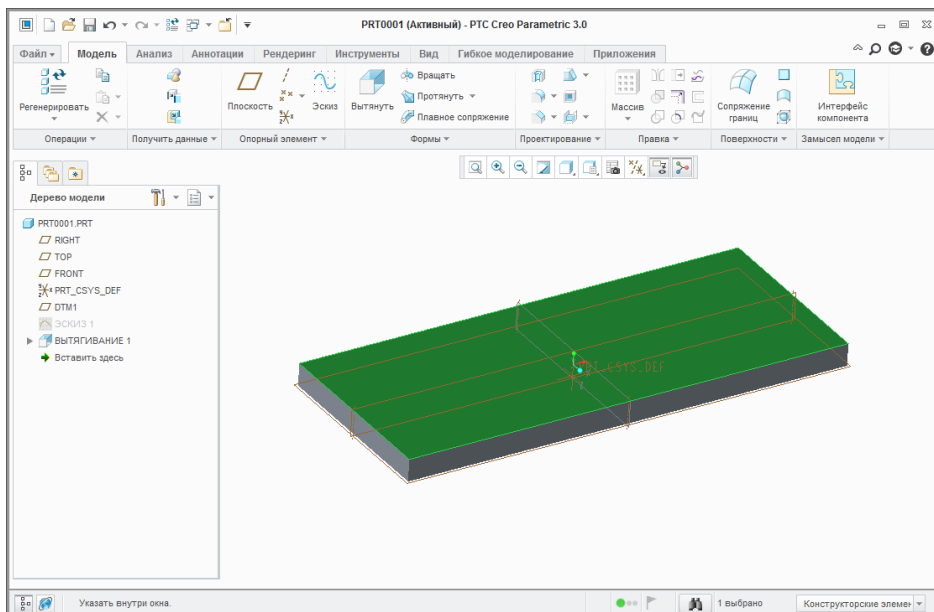 PRT0001 (Активный) - PTC Creo Parametric 3.0
Файл Модель Анализ Аннотации Рендеринг Инструменты Вид Гибкое моделирование Приложения
Регенерировать
Плоскость
Эскиз
Вытянуть
Вращать
Протянуть
Плавное сопряжение
Массив
Сопряжение границ
Интерфейс компонента
Операции Получить данные Опорный элемент Формы Проектирование Правка Поверхности Замысел модели
Дерево модели
PRT0001.PRT
RIGHT
TOP
FRONT
PRT_CSYS_DEF
DTM1
ЭСКИЗ 1
ВЫТЯГИВАНИЕ 1
Вставить здесь
PRT_CSYS_DEF
Указать внутри окна.
1 выбрано
Конструкторские элемен